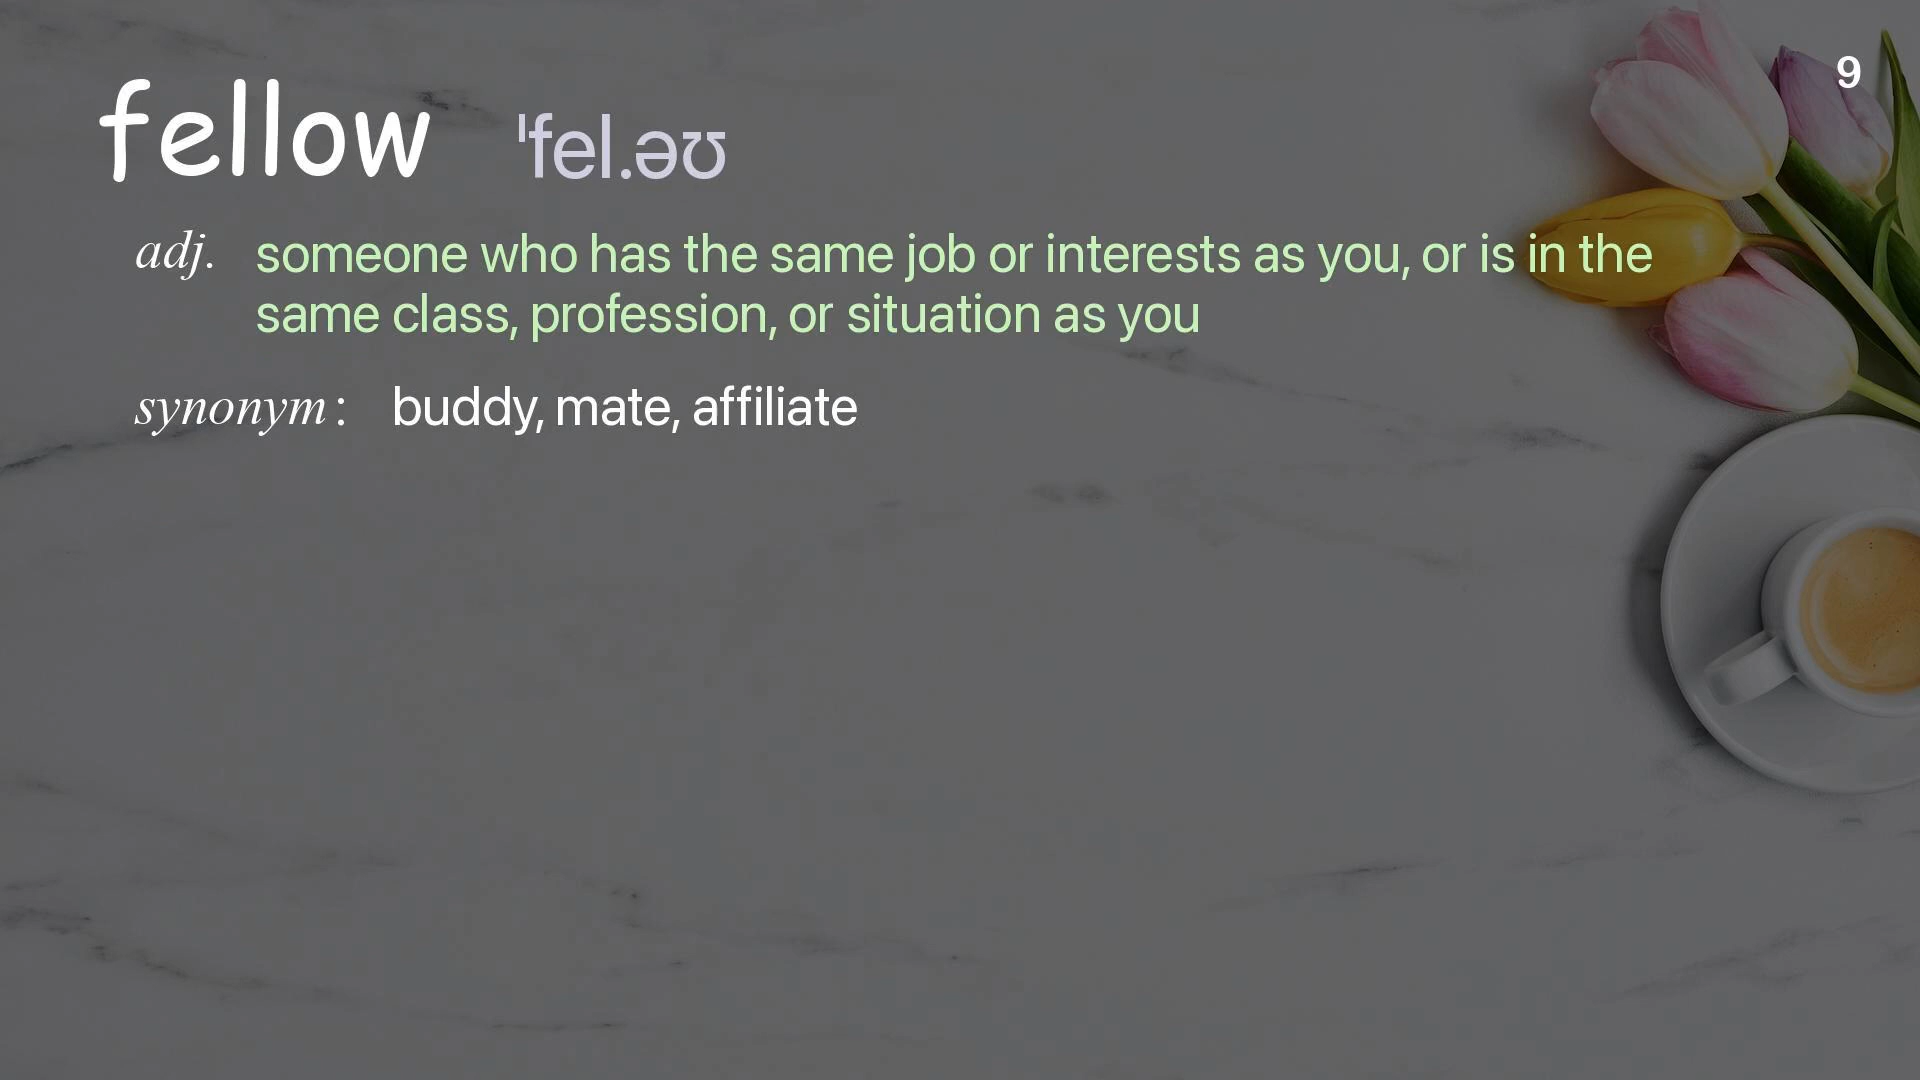 9
fellow ˈfel.əʊ
adj. someone who has the same job or interests as you, or is in the
same class, profession, or situation as you
synonym : buddy, mate, affiliate